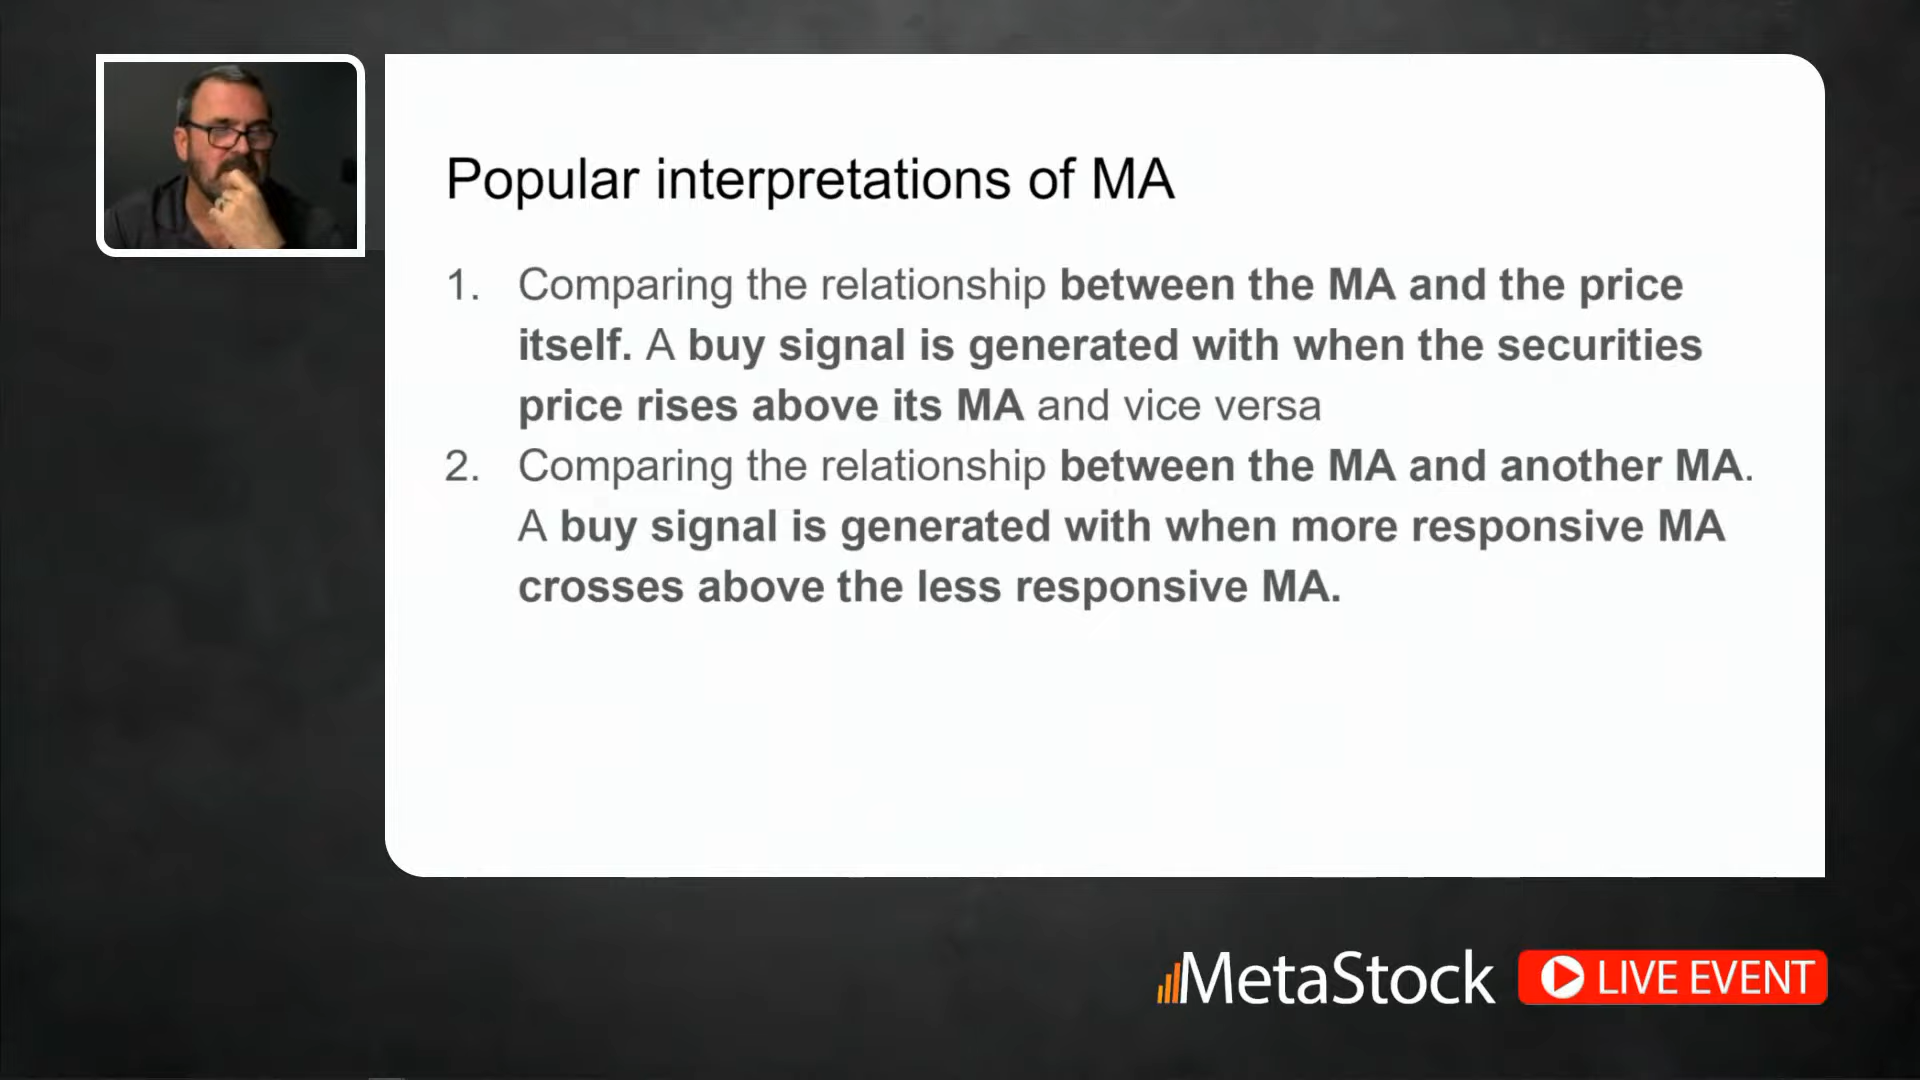 Popular interpretations of MA
1. Comparing the relationship between the MA and the price
itself. A buy signal is generated with when the securities
price rises above its MA and vice versa
2. Comparing the relationship between the MA and another MA.
A buy signal is generated with when more responsive MA
crosses above the less responsive MA.
MetaStock LIVE EVENT